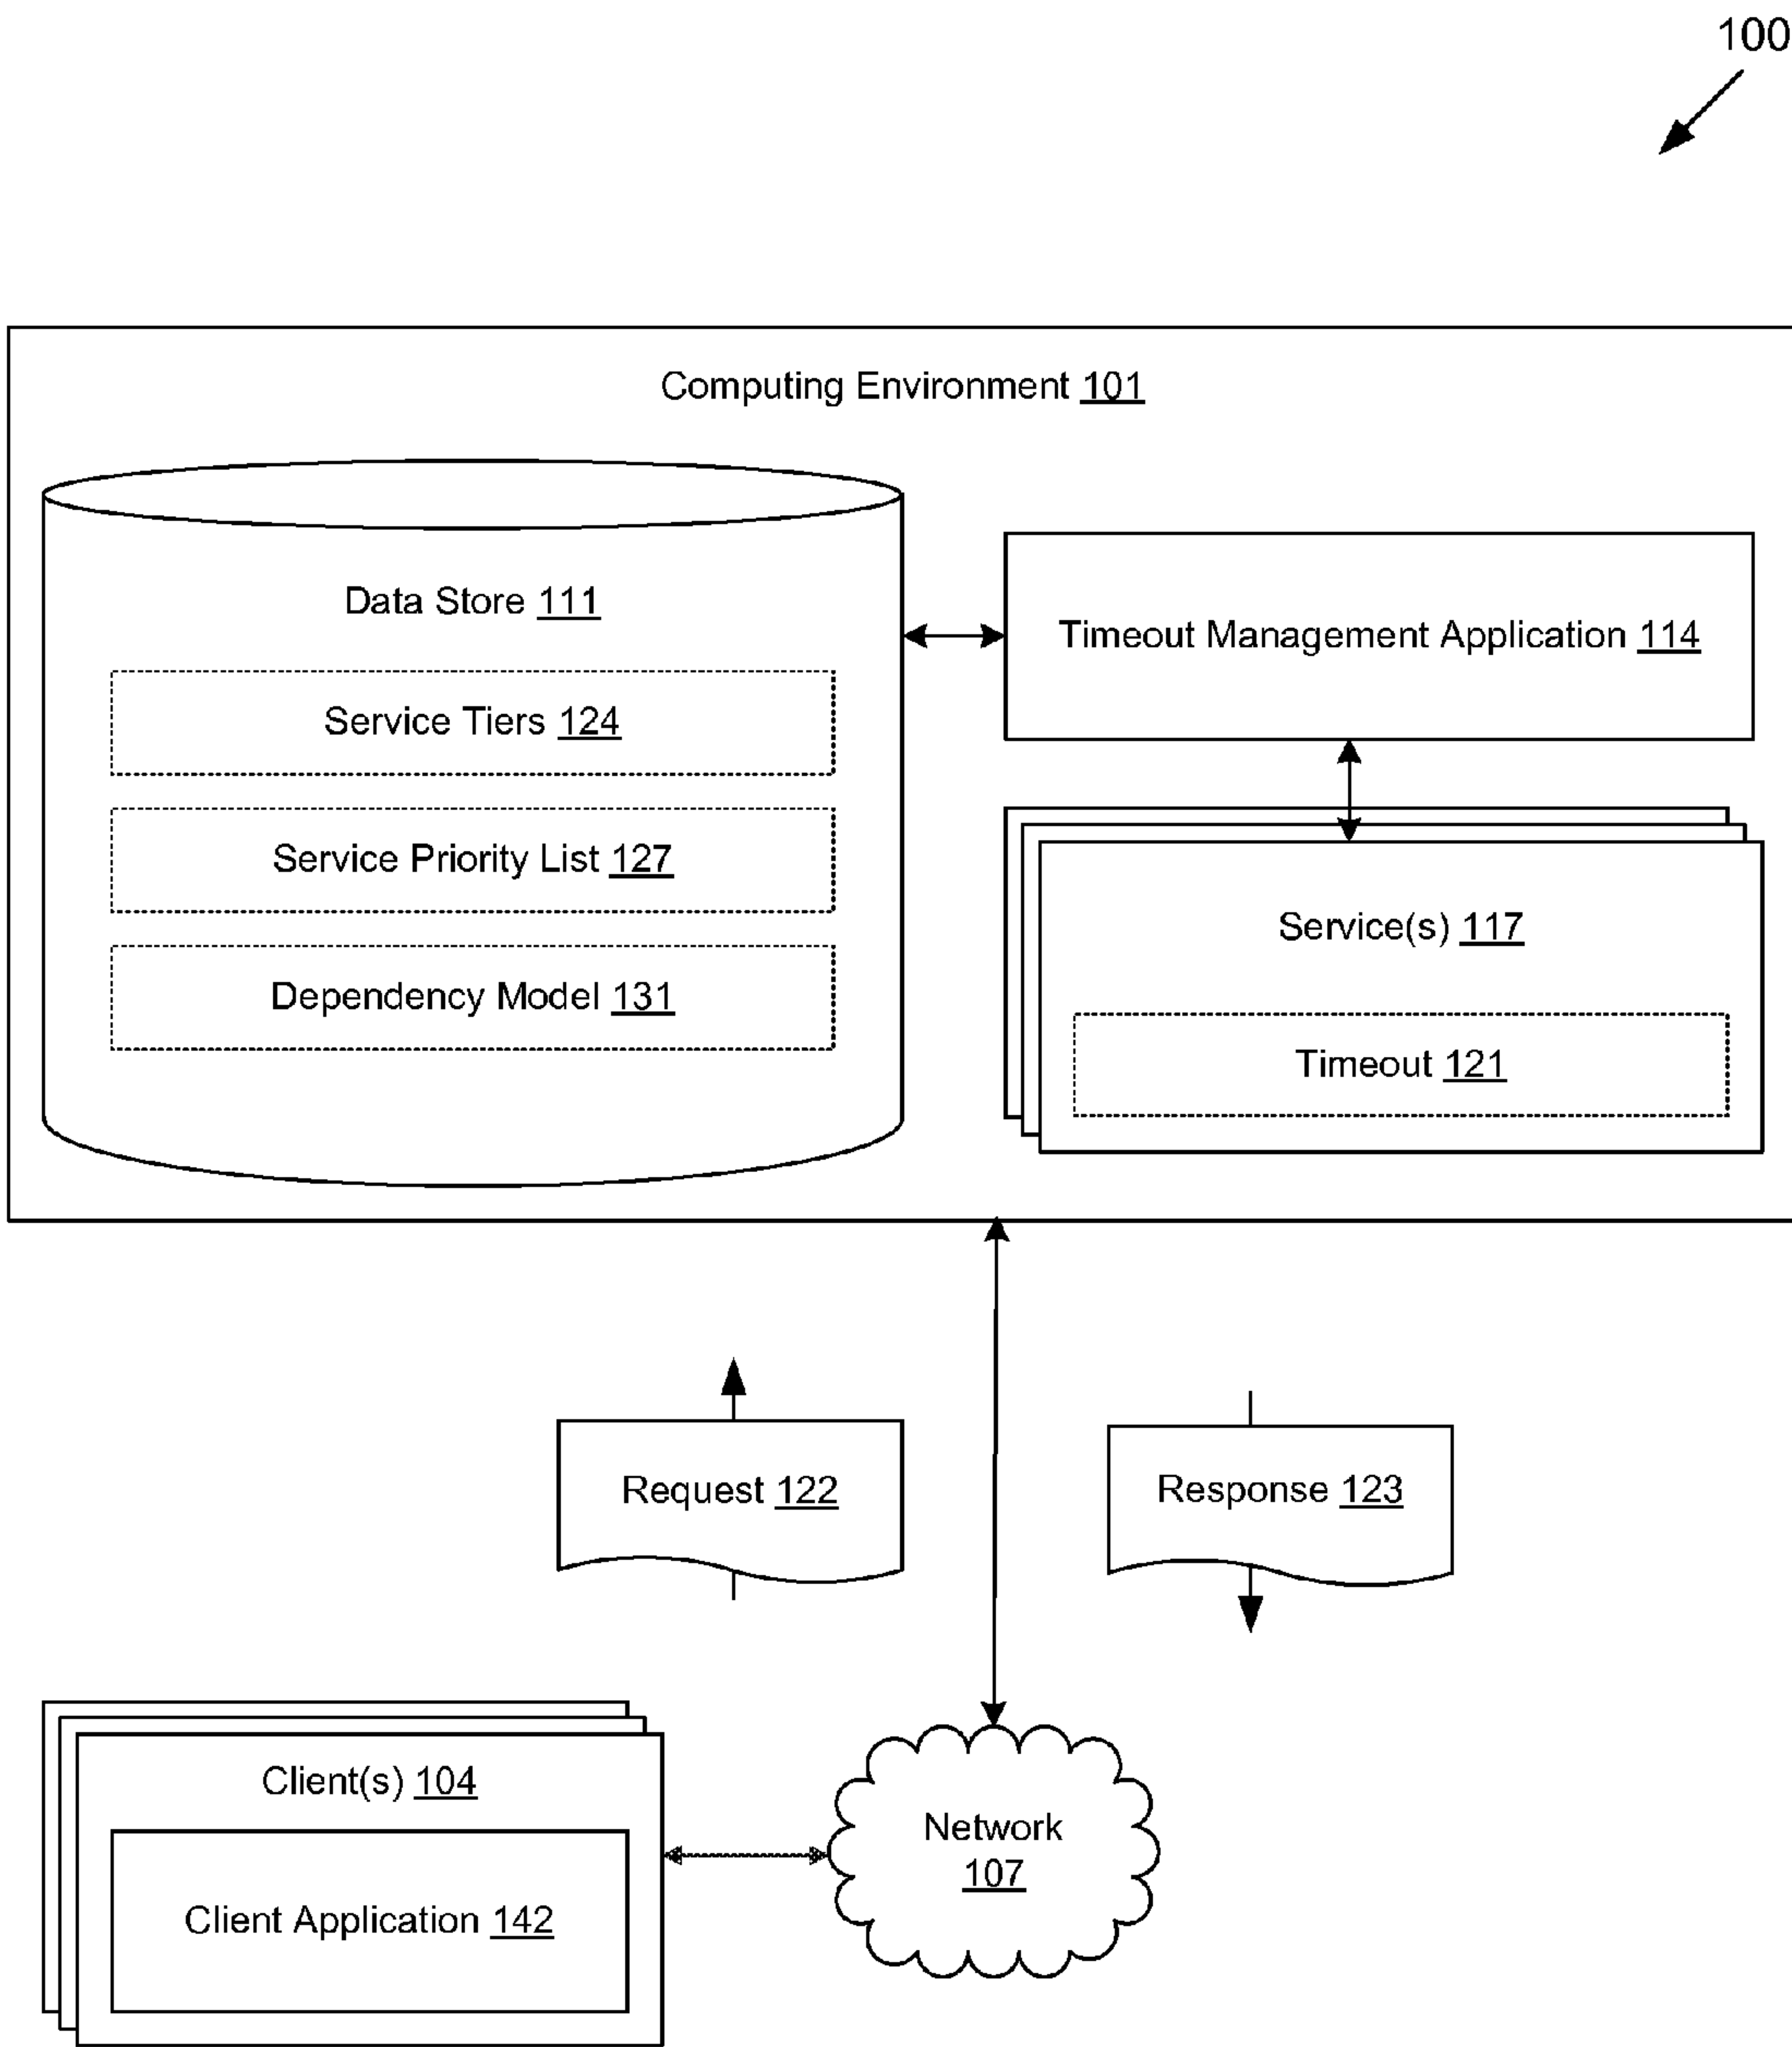 100
Computing Environment 101
Data Store 111
Timeout Management Application 114
Service Tiers 124
Service Priority List 127
Service(s) 117
Dependency Model 131
Timeout 121
Request 122
Response 123
Client(s) 104
Network
107
Client Application 142